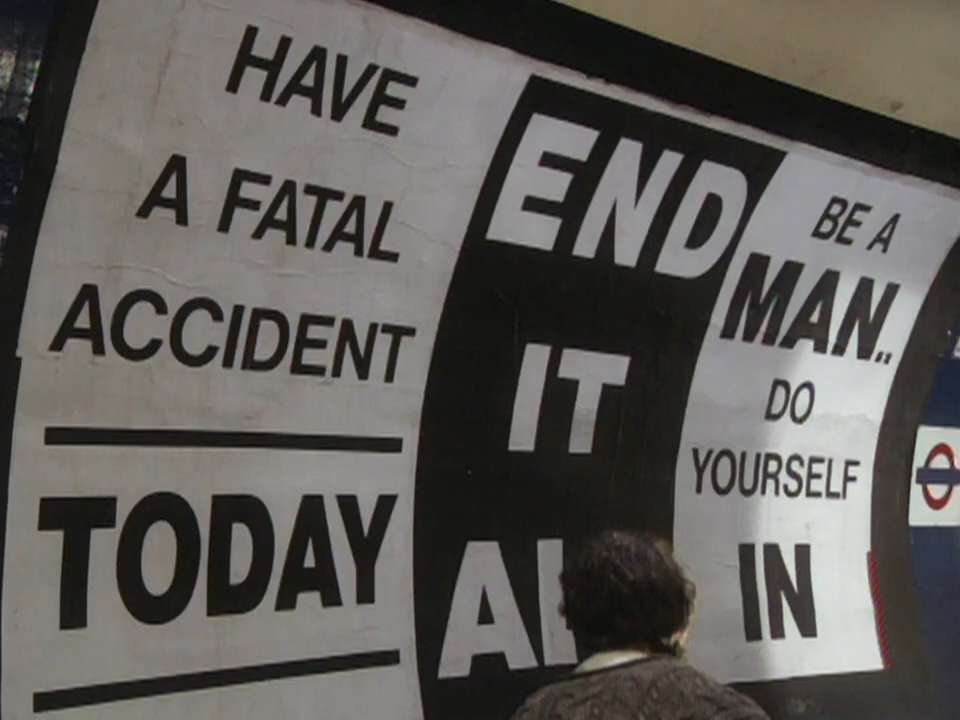 HAVE
A FATAL
ACCIDENT
TODAY
END
IT
BE A
MAN..
DO
YOURSELF
IN